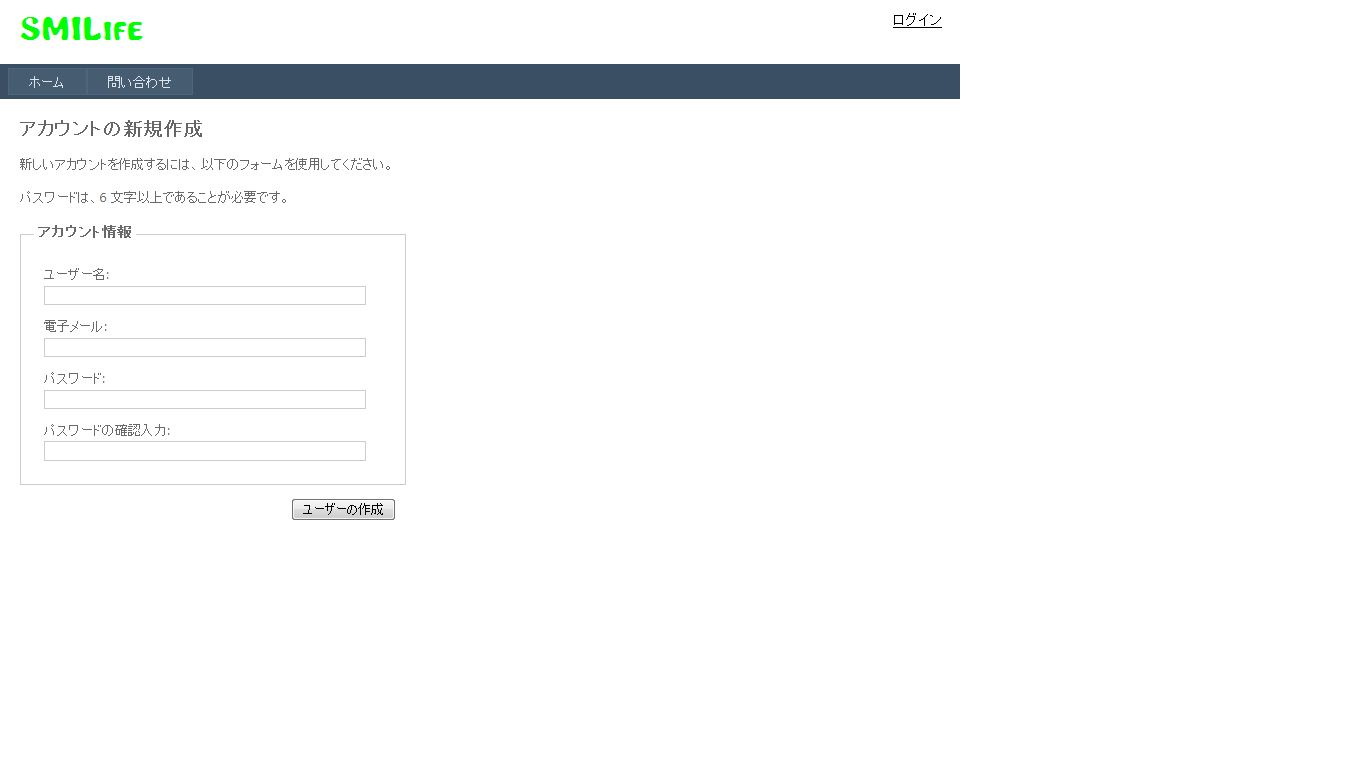 SMILIFE
ログイン
ホーム 問い合わせ
アカウントの新規作成
新しいアカウントを作成するには、以下のフォームを使用してください。
パスワードは、6 文字以上であることが必要です。
アカウント情報
ユーザー名:
電子メール:
パスワード:
パスワードの確認入力:
ユーザーの作成